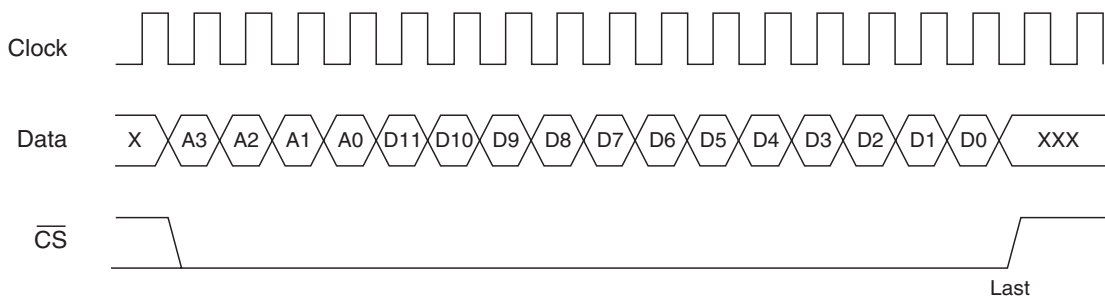 Clock
Data X A3 A2 A1 A0 D11 D10 D9 D8 D7 D6 D5 D4 D3 D2 D1 D0 XXX
CS
Last